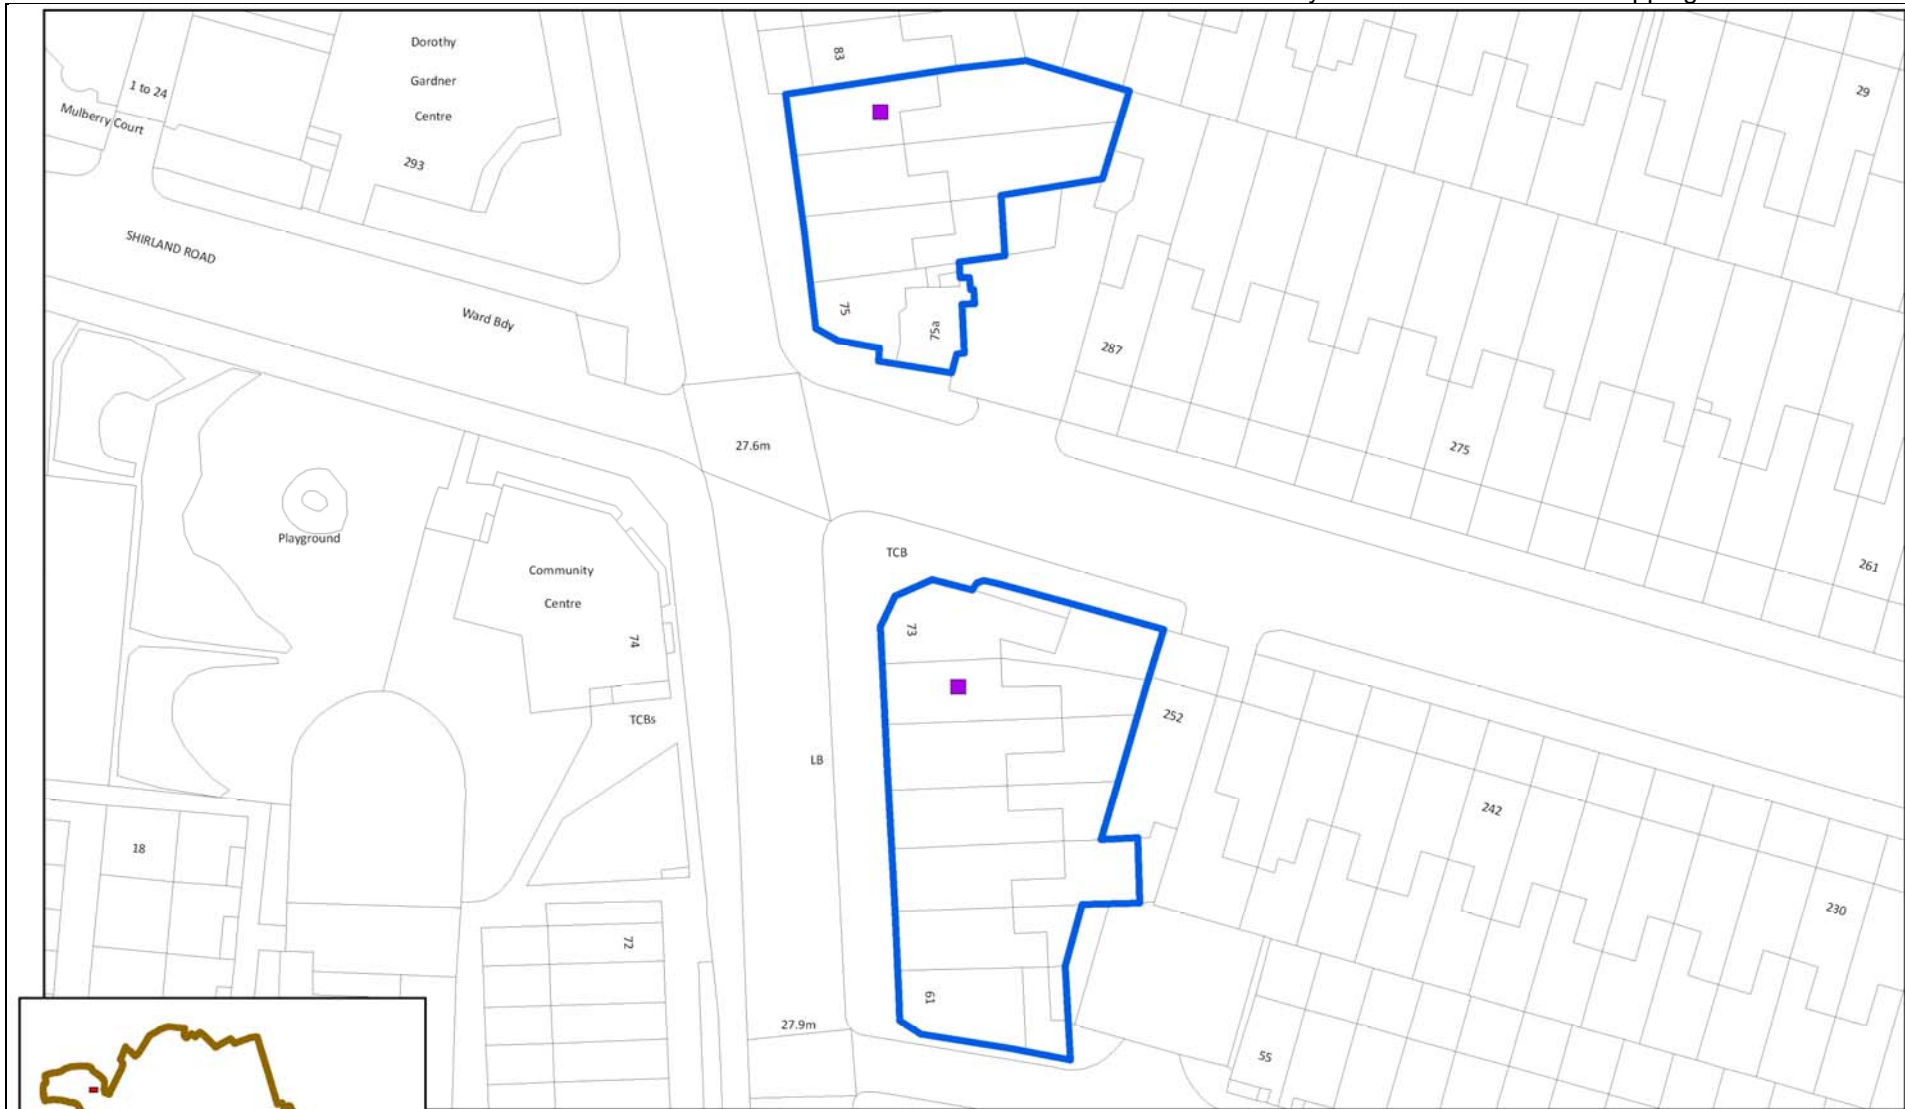 Dorothy
Gardner
Centre
293
1 to 24
Mulberry Court
83
29
SHIRLAND ROAD
Ward Bdy
75
75a
287
27.6m
275
261
TCB
Playground
Community
Centre
74
73
TCBs
252
LB
242
18
72
230
61
27.9m
55